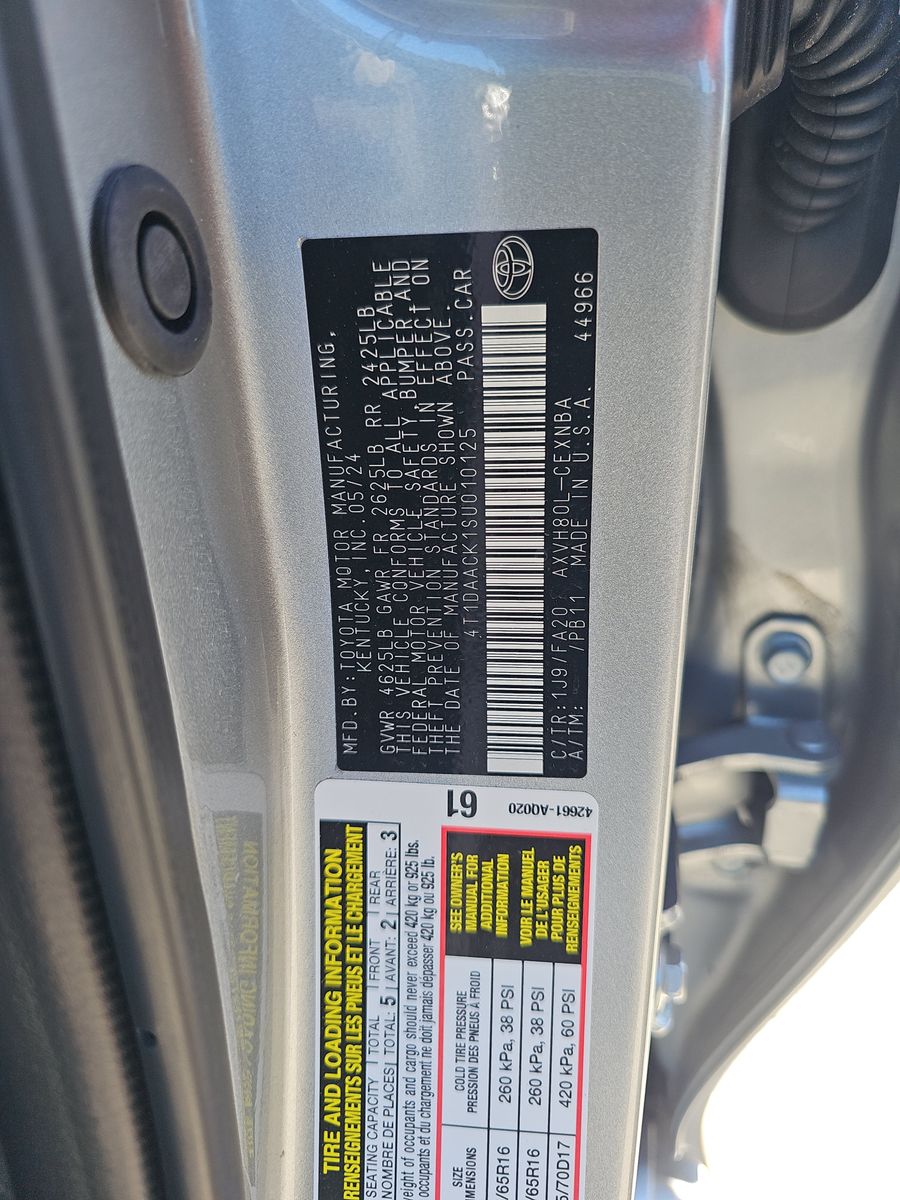 MFD.BY:TOYOTA MOTOR MANUFACTURING,
KENTUCKY, INC.05/24
GVWR 4625LB GAWR FR 2625LB RR 2425LB
THIS VEHICLE CONFORMS TO ALL APPLICABLE
FEDERAL MOTOR VEHICLE SAFETY, BUMPER AND
THEFT PREVENTION STANDARDS IN EFFECT ON
THE DATE OF MANUFACTURE SHOWN ABOVE.
4T1DAACK1SU010125 PASS.CAR
C/TR:1J9/FA20 AXVH80L-CEXNBA
A/TM: /PB11 MADE IN U.S.A. 44966
61
42661-AQ020
TIRE AND LOADING INFORMATION
RENSEIGNEMENTS SUR LES PNEUS ET LE CHARGEMENT
SEATING CAPACITY | TOTAL | FRONT | REAR
NOMBRE DE PLACES | TOTAL: 5 | AVANT: 2 | ARRIÈRE: 3
of occupants and cargo should never exceed 420 kg or 925 lbs.
occupants et du chargement ne doit jamais dépasser 420 kg ou 925 lb.
SIZE
COLD TIRE PRESSURE
PRESSION DES PNEUS À FROID
/65R16 260 kPa, 38 PSI
/65R16 260 kPa, 38 PSI
/70D17 420 kPa, 60 PSI
SEE OWNER'S
MANUAL FOR
ADDITIONAL
INFORMATION
VOIR LE MANUEL
DE L'USAGER
POUR PLUS DE
RENSEIGNEMENTS